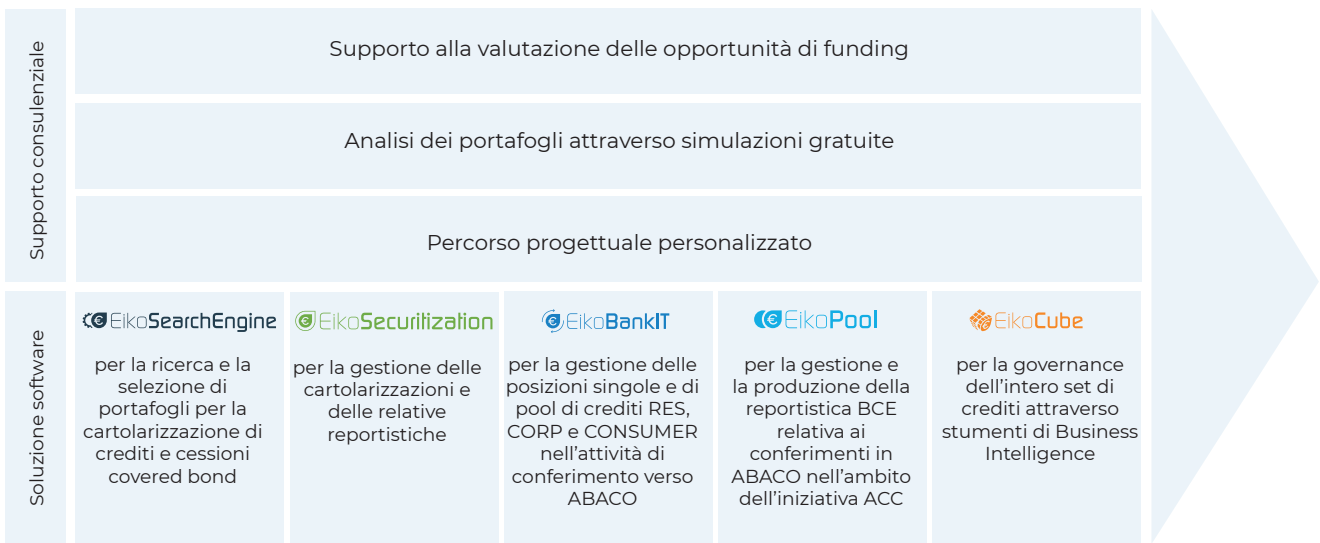 Supporto consulenziale
Supporto alla valutazione delle opportunità di funding
Analisi dei portafogli attraverso simulazioni gratuite
Percorso progettuale personalizzato
Soluzione software
EikoSearchEngine
per la ricerca e la
selezione di
portafogli per la
cartolarizzazione di
crediti e cessioni
covered bond
EikoSecuritization
per la gestione delle
cartolarizzazioni e
delle relative
reportistiche
EikoBankIT
per la gestione delle
posizioni singole e di
pool di crediti RES,
CORP e CONSUMER
nell’attività di
conferimento verso
ABACO
EikoPool
per la gestione e
la produzione della
reportistica BCE
relativa ai
conferimenti in
ABACO nell’ambito
dell’iniziativa ACC
EikoCube
per la governance
dell’intero set di
crediti attraverso
stumenti di Business
Intelligence